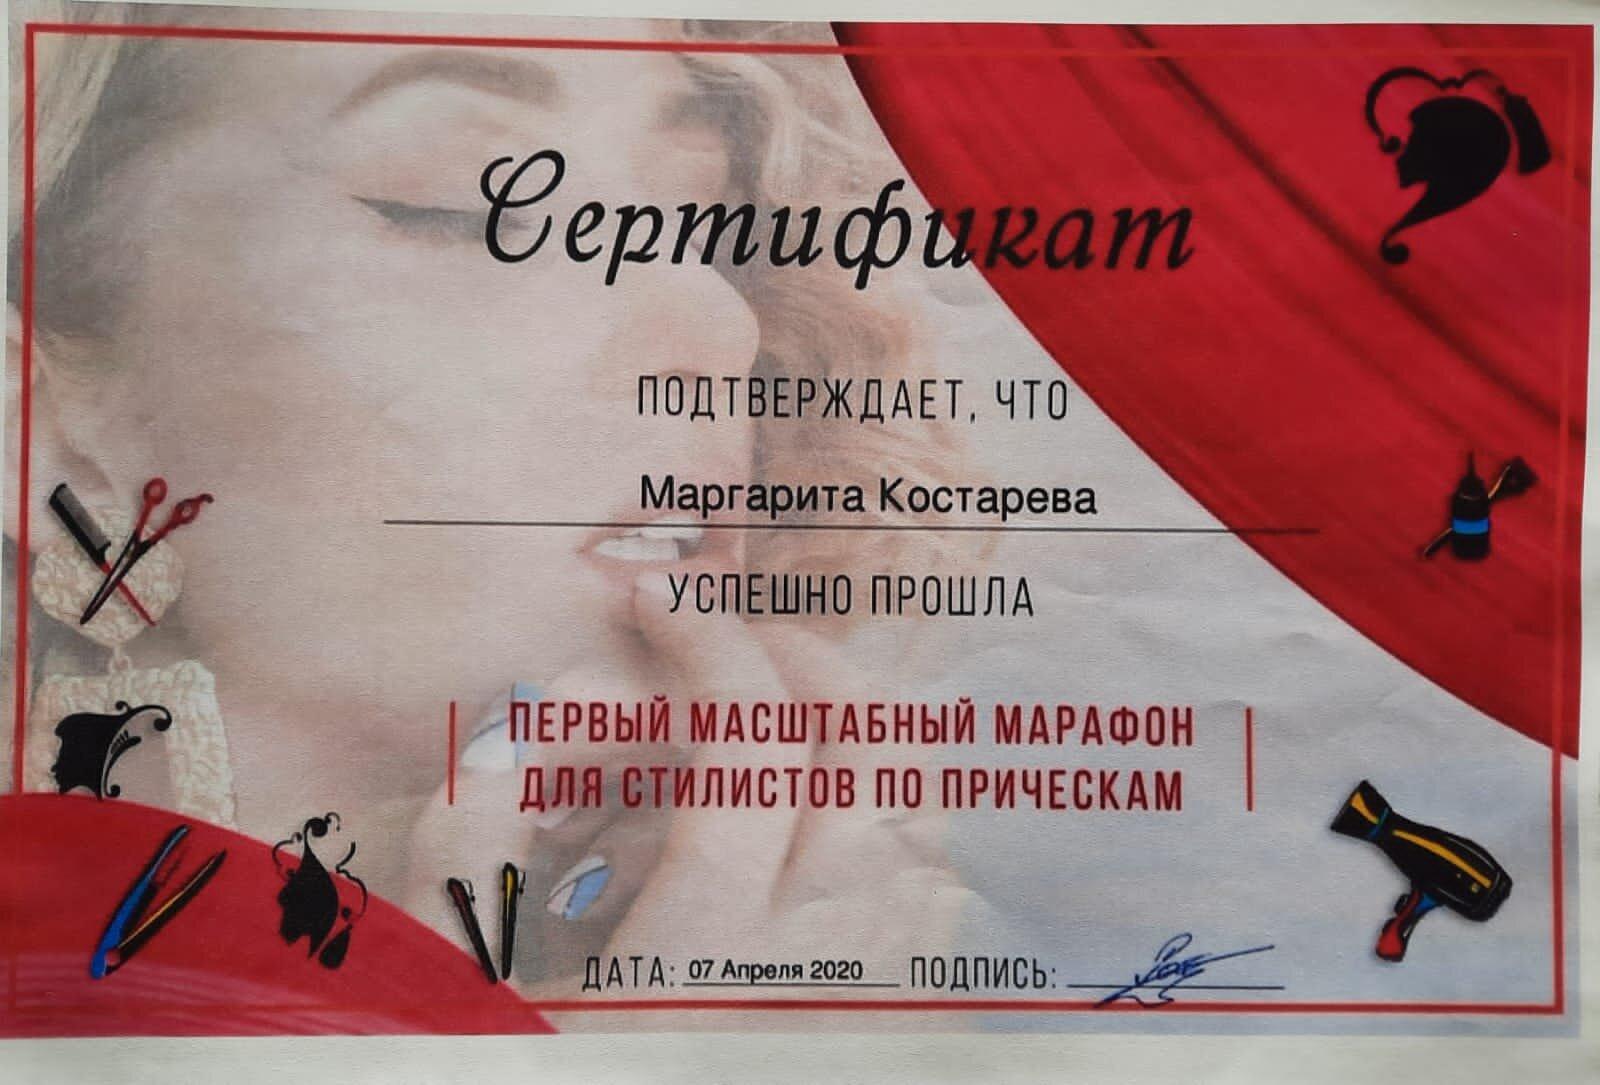 Сертификат
ПОДТВЕРЖДАЕТ, ЧТО
Маргарита Костарева
УСПЕШНО ПРОШЛА
ПЕРВЫЙ МАСШТАБНЫЙ МАРАФОН
ДЛЯ СТИЛИСТОВ ПО ПРИЧЕСКАМ
ДАТА: 07 Апреля 2020 ПОДПИСЬ: